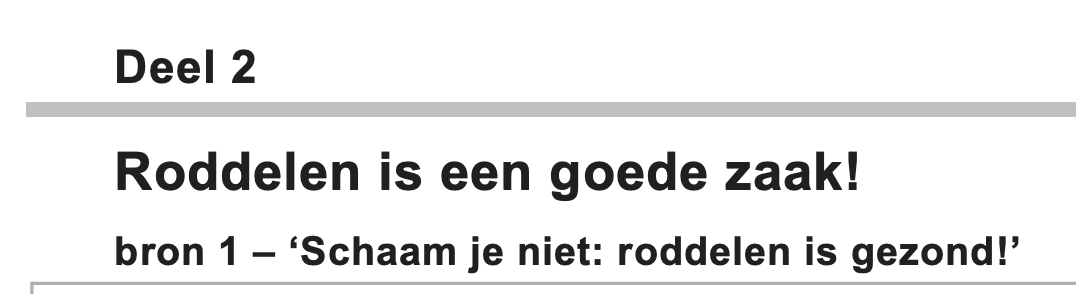 Deel 2
Roddelen is een goede zaak!
bron 1 – ‘Schaam je niet: roddelen is gezond!’